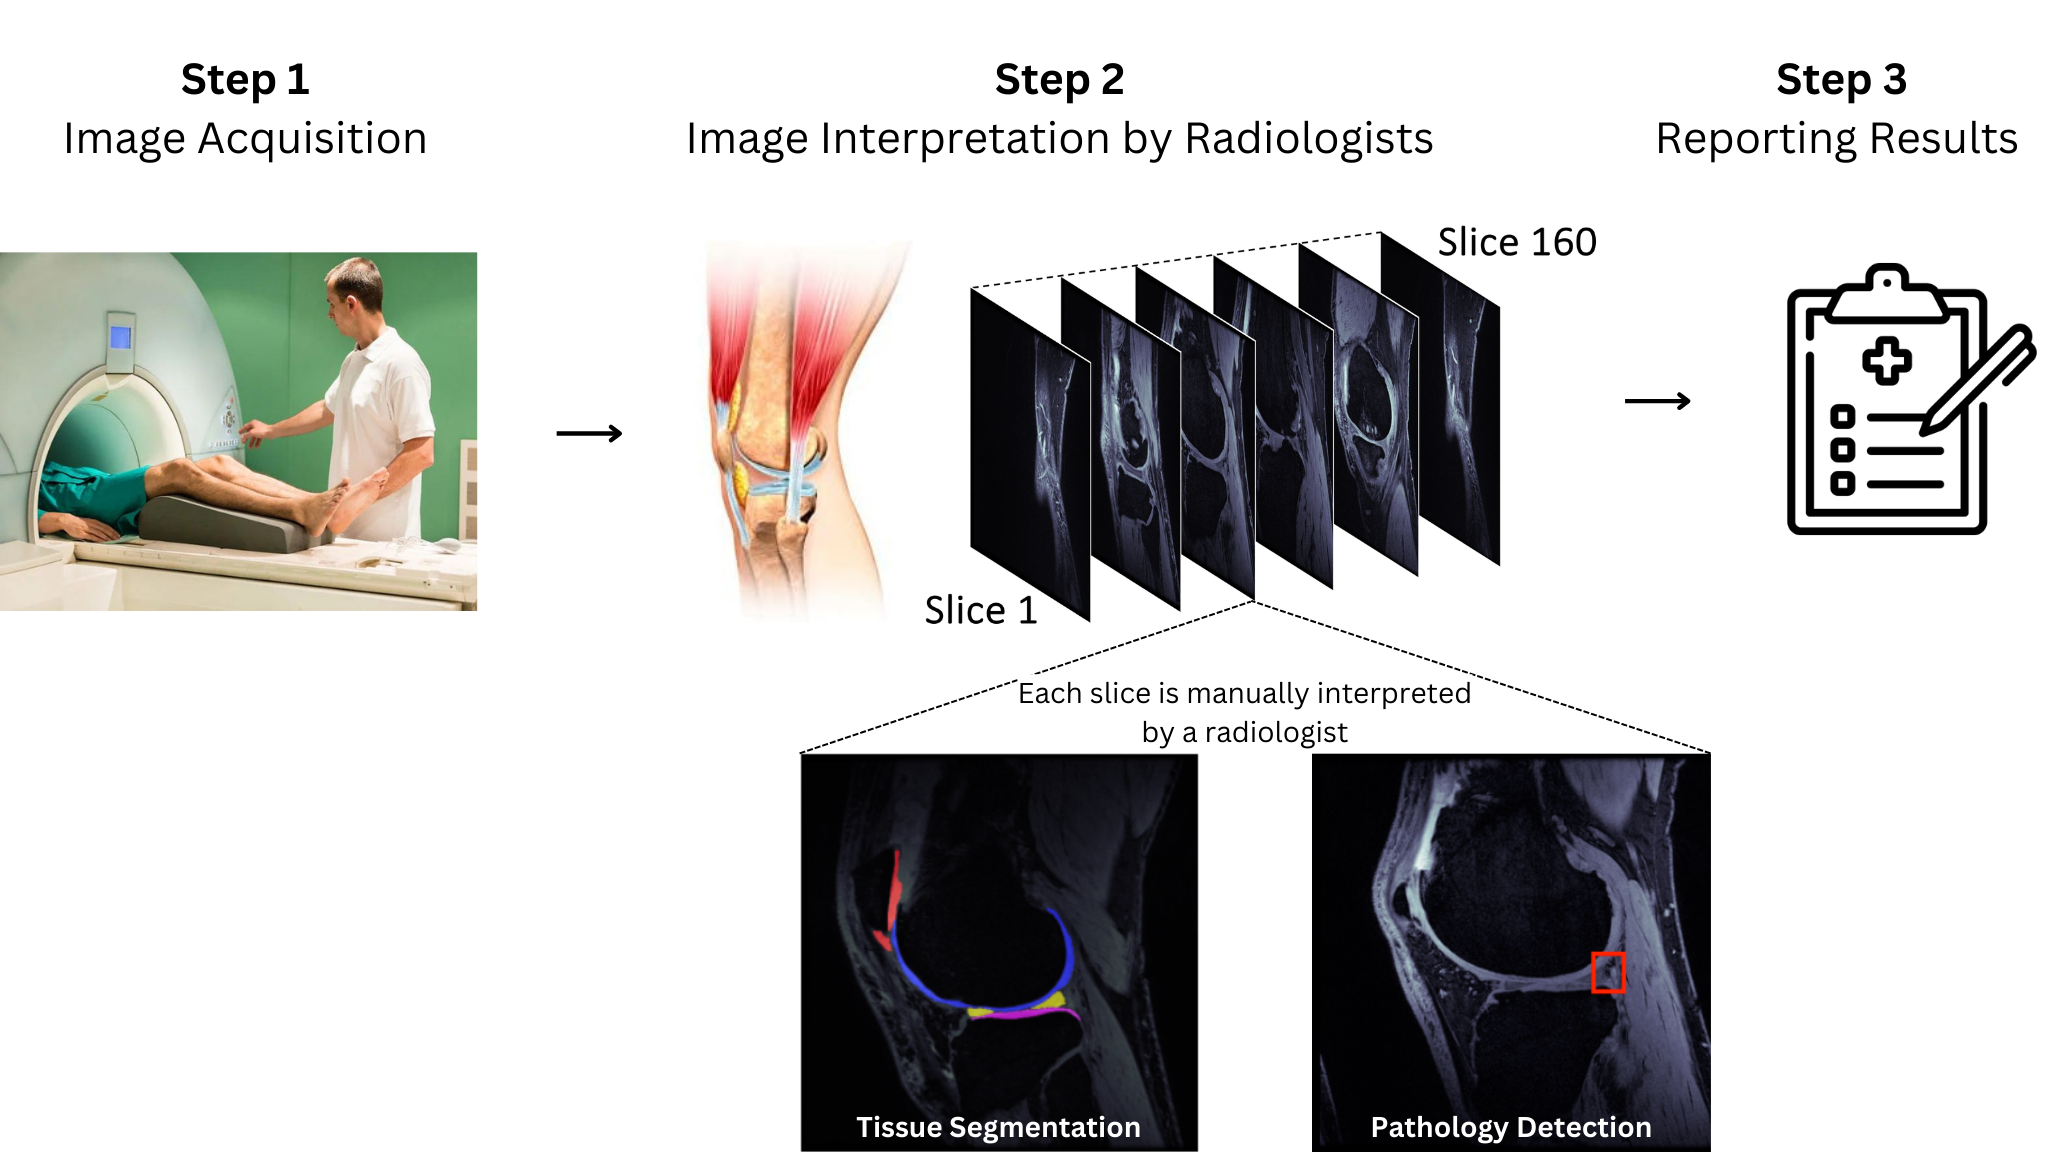 Step 1
Image Acquisition
Step 2
Image Interpretation by Radiologists
Step 3
Reporting Results
Slice 160
Slice 1
Each slice is manually interpreted
by a radiologist
Tissue Segmentation
Pathology Detection